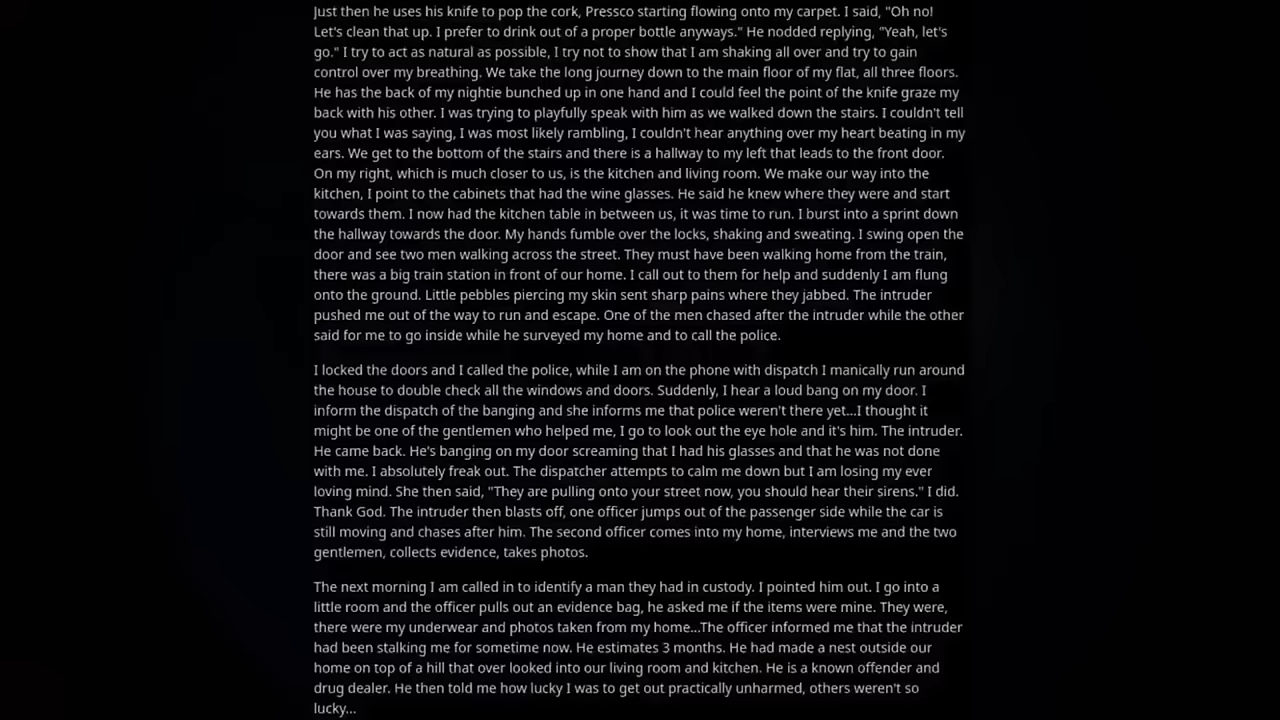 Just then he uses his knife to pop the cork, Pressco starting flowing onto my carpet. I said, "Oh no!
Let's clean that up. I prefer to drink out of a proper bottle anyways." He nodded replying, "Yeah, let's
go." I try to act as natural as possible, I try not to show that I am shaking all over and try to gain
control over my breathing. We take the long journey down to the main floor of my flat, all three floors.
He has the back of my nightie bunched up in one hand and I could feel the point of the knife graze my
back with his other. I was trying to playfully speak with him as we walked down the stairs. I couldn't tell
you what I was saying, I was most likely rambling, I couldn't hear anything over my heart beating in my
ears. We get to the bottom of the stairs and there is a hallway to my left that leads to the front door.
On my right, which is much closer to us, is the kitchen and living room. We make our way into the
kitchen, I point to the cabinets that had the wine glasses. He said he knew where they were and start
towards them. I now had the kitchen table in between us, it was time to run. I burst into a sprint down
the hallway towards the door. My hands fumble over the locks, shaking and sweating. I swing open the
door and see two men walking across the street. They must have been walking home from the train,
there was a big train station in front of our home. I call out to them for help and suddenly I am flung
onto the ground. Little pebbles piercing my skin sent sharp pains where they jabbed. The intruder
pushed me out of the way to run and escape. One of the men chased after the intruder while the other
said for me to go inside while he surveyed my home and to call the police.
I locked the doors and I called the police, while I am on the phone with dispatch I manically run around
the house to double check all the windows and doors. Suddenly, I hear a loud bang on my door. I
inform the dispatch of the banging and she informs me that police weren't there yet...I thought it
might be one of the gentlemen who helped me, I go to look out the eye hole and it's him. The intruder.
He came back. He's banging on my door screaming that I had his glasses and that he was not done
with me. I absolutely freak out. The dispatcher attempts to calm me down but I am losing my ever
loving mind. She then said, "They are pulling onto your street now, you should hear their sirens." I did.
Thank God. The intruder then blasts off, one officer jumps out of the passenger side while the car is
still moving and chases after him. The second officer comes into my home, interviews me and the two
gentlemen, collects evidence, takes photos.
The next morning I am called in to identify a man they had in custody. I pointed him out. I go into a
little room and the officer pulls out an evidence bag, he asked me if the items were mine. They were,
there were my underwear and photos taken from my home...The officer informed me that the intruder
had been stalking me for sometime now. He estimates 3 months. He had made a nest outside our
home on top of a hill that over looked into our living room and kitchen. He is a known offender and
drug dealer. He then told me how lucky I was to get out practically unharmed, others weren't so
lucky...